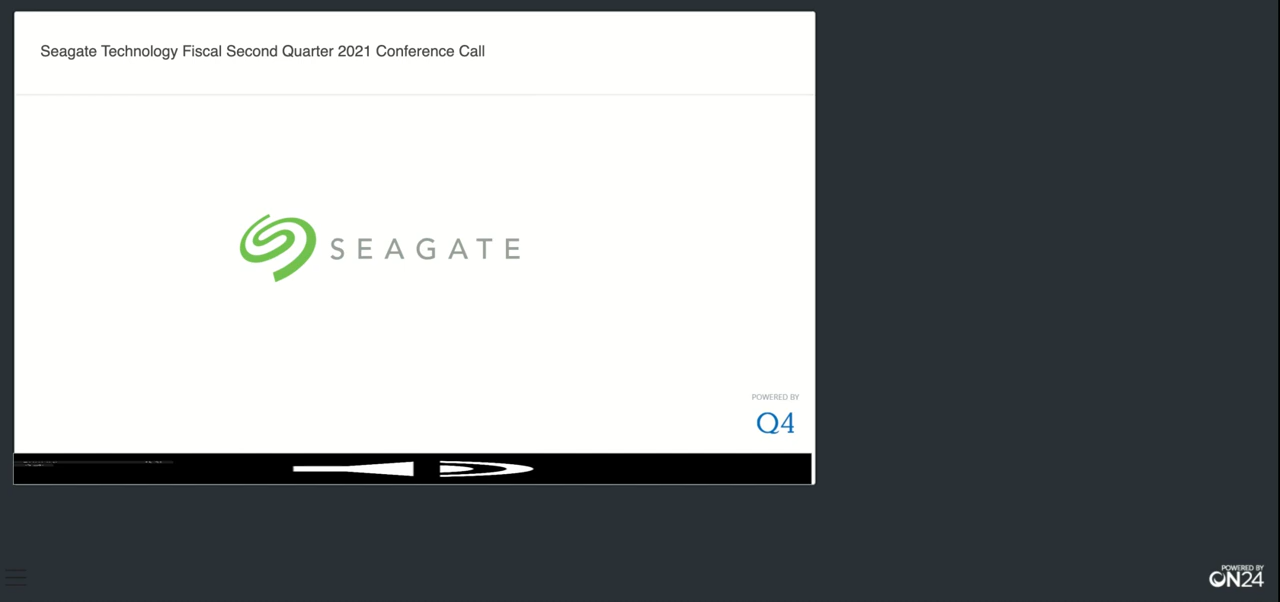 Seagate Technology Fiscal Second Quarter 2021 Conference Call
SEAGATE
POWERED BY
Q4
POWERED BY
ON24